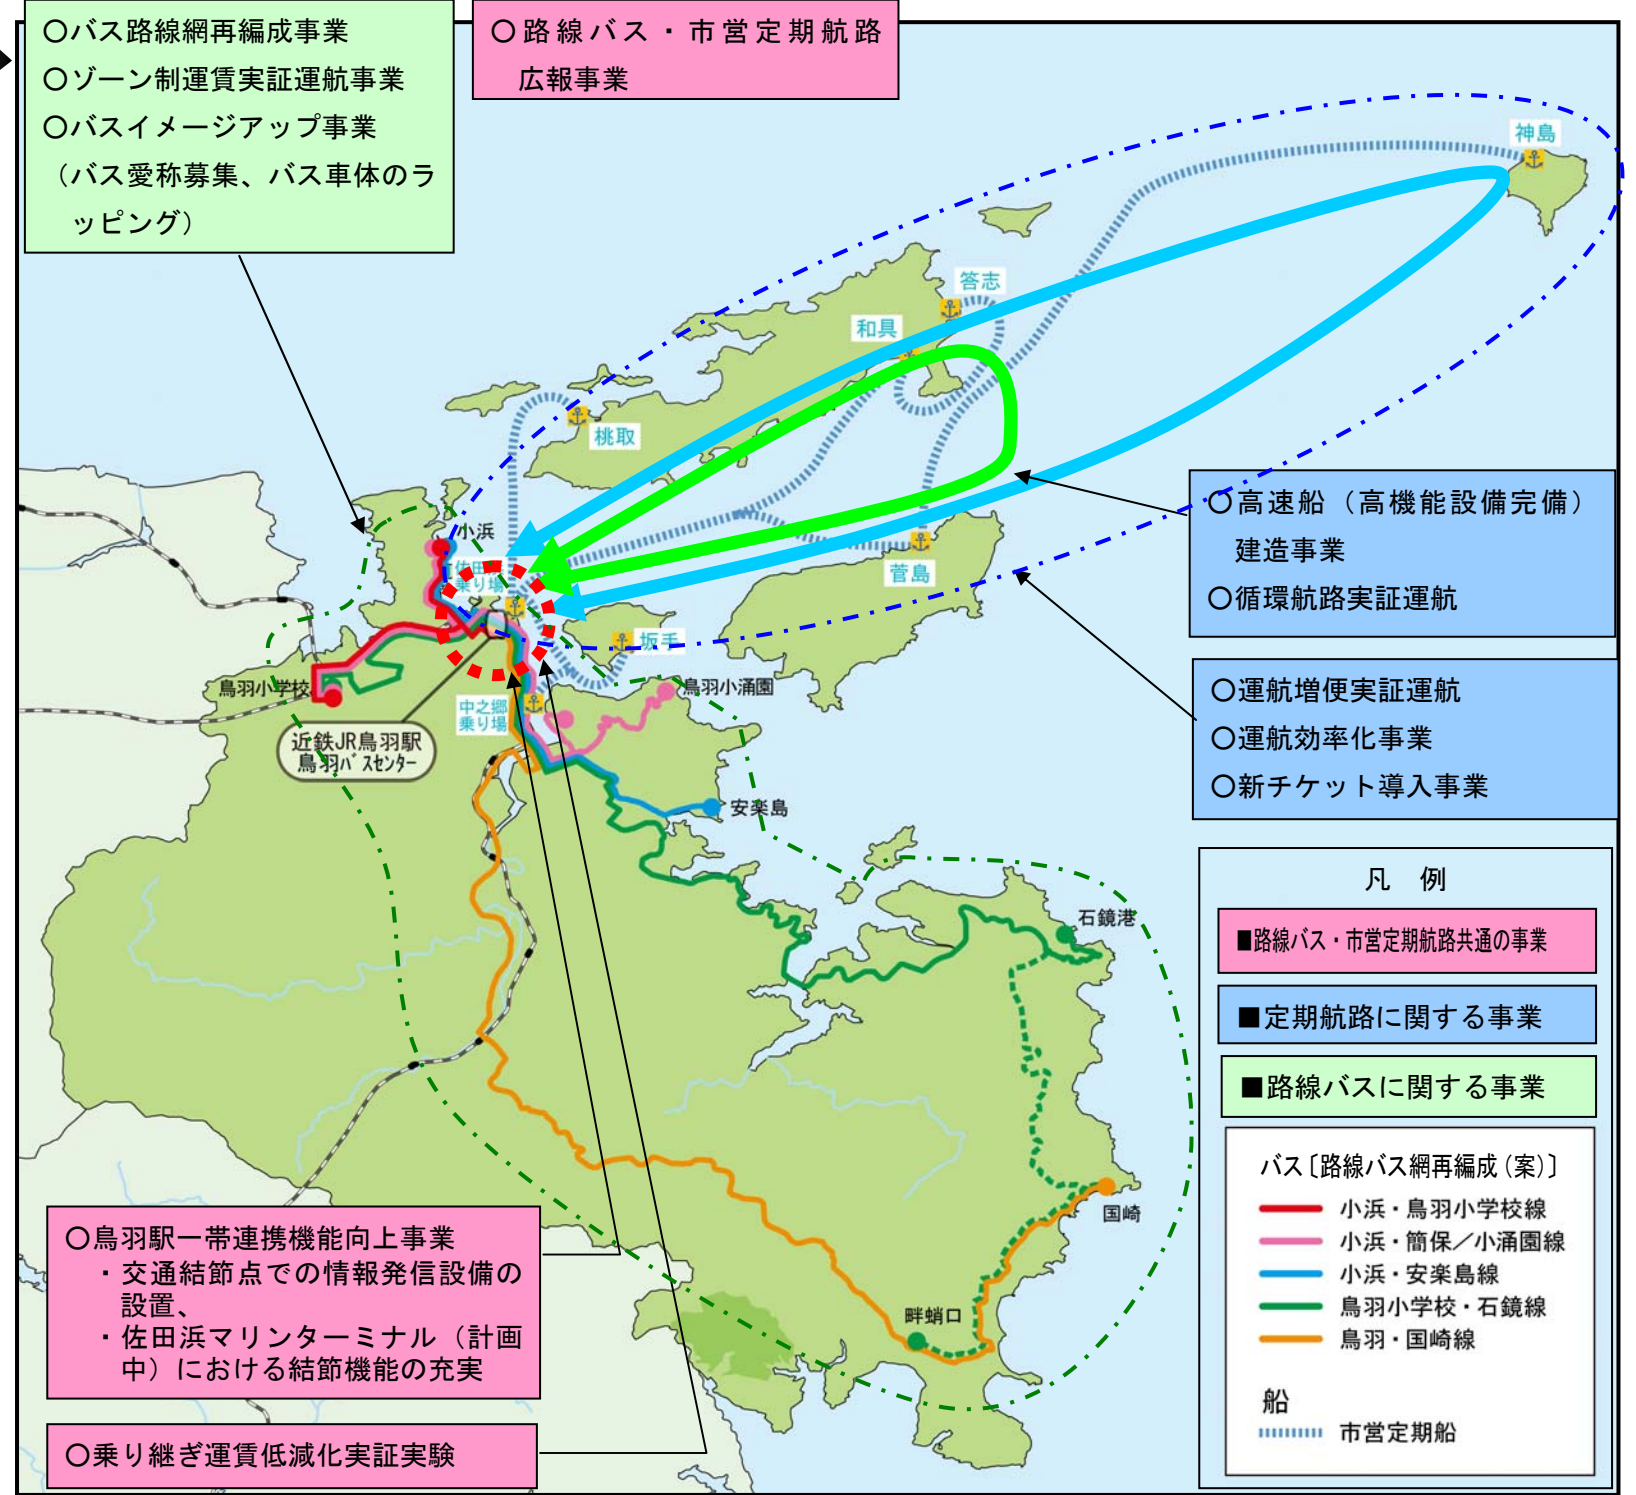 〇バス路線網再編成事業
〇ゾーン制運賃実証運航事業
〇バスイメージアップ事業
（バス愛称募集、バス車体のラ
ッピング）
〇路線バス・市営定期航路
広報事業
神島
答志
和具
桃取
小浜
乗り場
菅島
坂手
鳥羽小学校
鳥羽小涌園
中之郷
乗り場
近鉄JR鳥羽駅
鳥羽バスセンター
安楽島
石鏡港
国崎
畔蛸口
〇高速船（高機能設備完備）
建造事業
〇循環航路実証運航
〇運航増便実証運航
〇運航効率化事業
〇新チケット導入事業
〇鳥羽駅一帯連携機能向上事業
・交通結節点での情報発信設備の
設置、
・佐田浜マリンターミナル（計画
中）における結節機能の充実
〇乗り継ぎ運賃低減化実証実験
凡　例
■路線バス・市営定期航路共通の事業
■定期航路に関する事業
■路線バスに関する事業
バス〔路線バス網再編成(案)〕
小浜・鳥羽小学校線
小浜・簡保／小涌園線
小浜・安楽島線
鳥羽小学校・石鏡線
鳥羽・国崎線
船
市営定期船